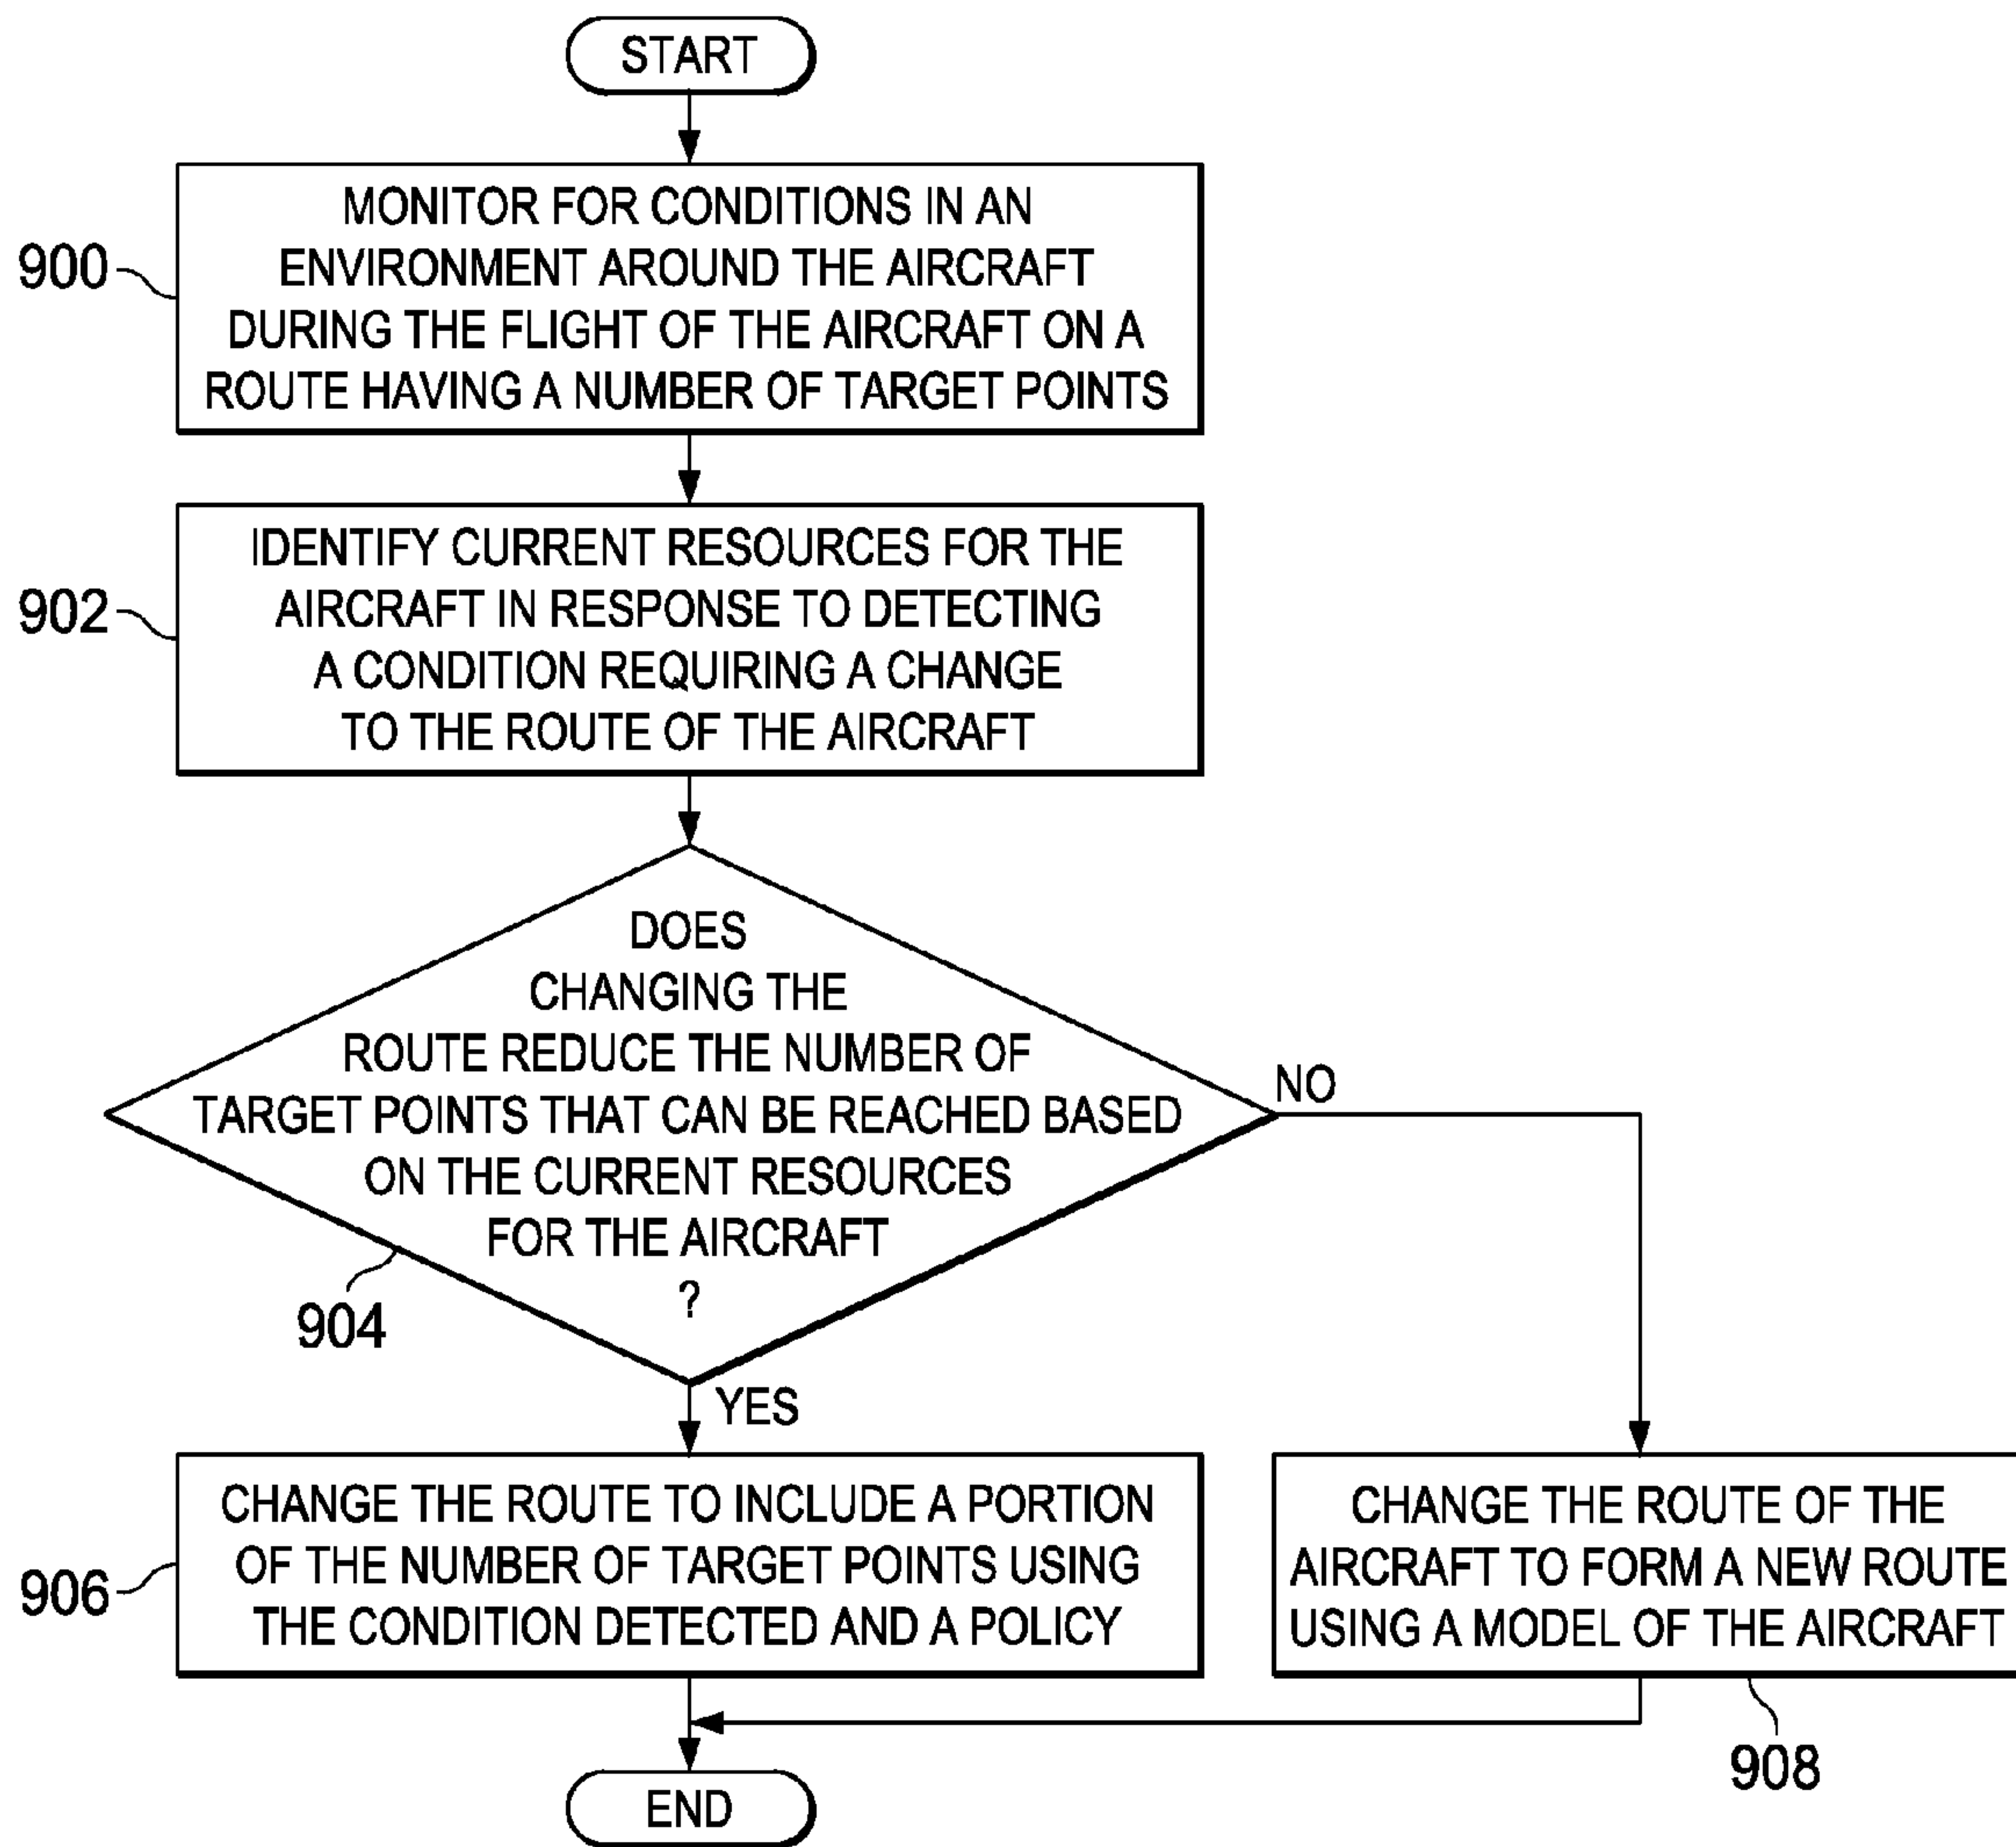 START
MONITOR FOR CONDITIONS IN AN
ENVIRONMENT AROUND THE AIRCRAFT
DURING THE FLIGHT OF THE AIRCRAFT ON A
ROUTE HAVING A NUMBER OF TARGET POINTS
900
IDENTIFY CURRENT RESOURCES FOR THE
AIRCRAFT IN RESPONSE TO DETECTING
A CONDITION REQUIRING A CHANGE
TO THE ROUTE OF THE AIRCRAFT
902
DOES
CHANGING THE
ROUTE REDUCE THE NUMBER OF
TARGET POINTS THAT CAN BE REACHED BASED
ON THE CURRENT RESOURCES
FOR THE AIRCRAFT
?
904
NO
YES
CHANGE THE ROUTE TO INCLUDE A PORTION
OF THE NUMBER OF TARGET POINTS USING
THE CONDITION DETECTED AND A POLICY
906
CHANGE THE ROUTE OF THE
AIRCRAFT TO FORM A NEW ROUTE
USING A MODEL OF THE AIRCRAFT
908
END